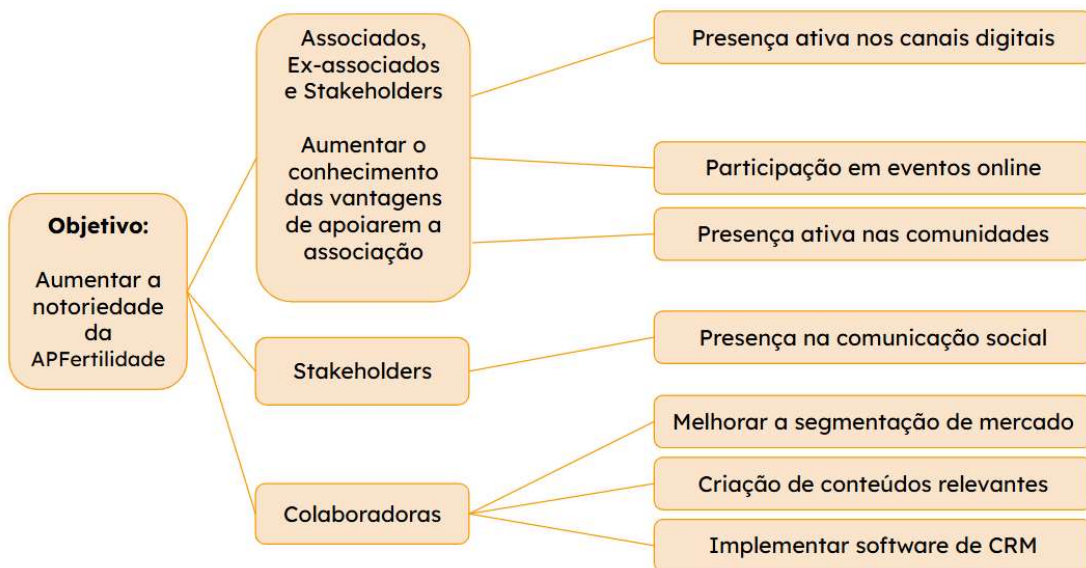 Objetivo:
Aumentar a
notoriedade
da
APFertilidade
Associados,
Ex-associados
e Stakeholders
Aumentar o
conhecimento
das vantagens
de apoiarem a
associação
Presença ativa nos canais digitais
Participação em eventos online
Presença ativa nas comunidades
Stakeholders
Presença na comunicação social
Colaboradoras
Melhorar a segmentação de mercado
Criação de conteúdos relevantes
Implementar software de CRM